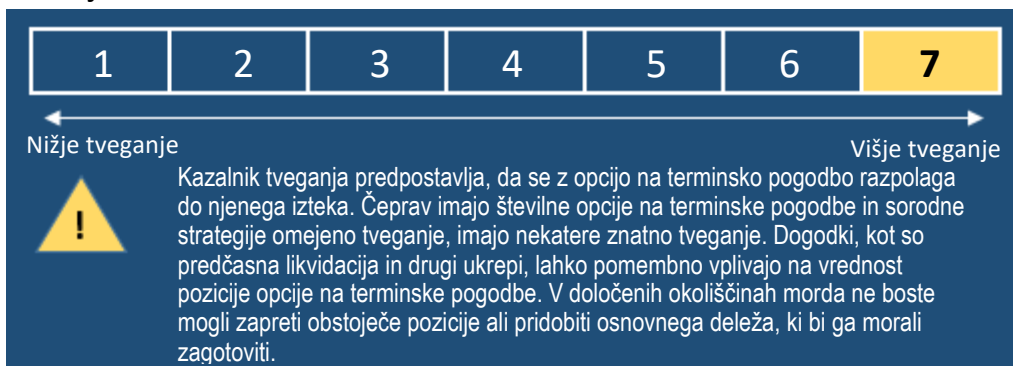 1 2 3 4 5 6 7
Nižje tveganje Višje tveganje
Kazalnik tveganja predpostavlja, da se z opcijo na terminsko pogodbo razpolaga
! do njenega izteka. Čeprav imajo številne opcije na terminske pogodbe in sorodne
strategije omejeno tveganje, imajo nekatere znatno tveganje. Dogodki, kot so
predčasna likvidacija in drugi ukrepi, lahko pomembno vplivajo na vrednost
pozicije opcije na terminske pogodbe. V določenih okoliščinah morda ne boste
mogli zapreti obstoječe pozicije ali pridobiti osnovnega deleža, ki bi ga morali
zagotoviti.